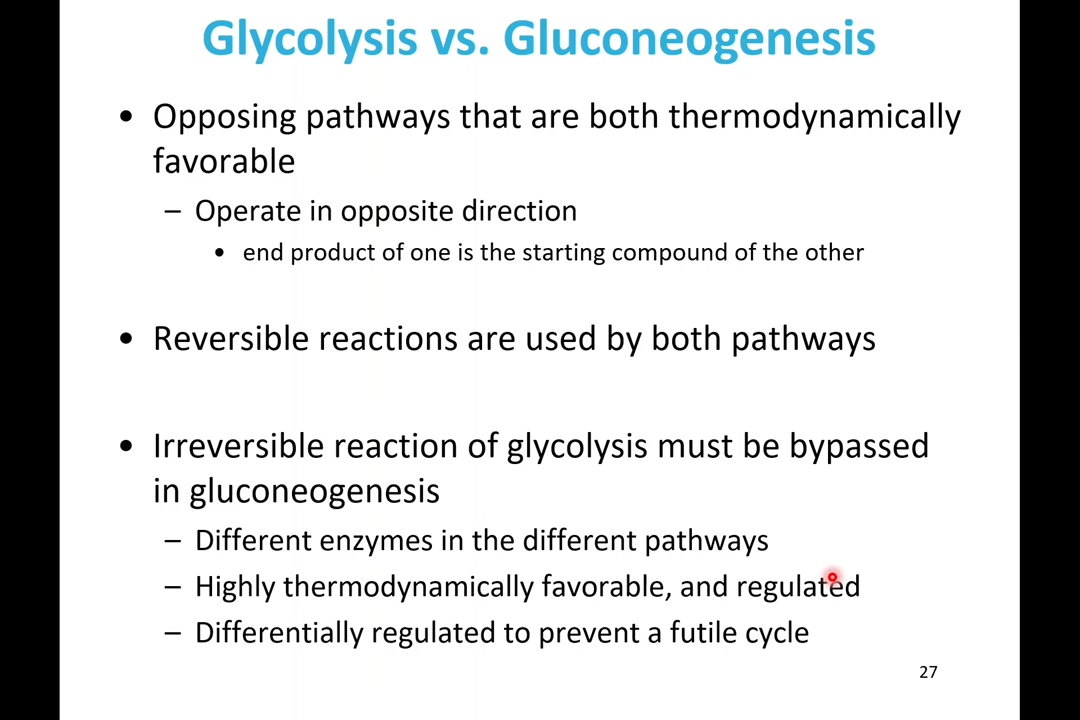 Glycolysis vs. Gluconeogenesis
• Opposing pathways that are both thermodynamically
favorable
– Operate in opposite direction
• end product of one is the starting compound of the other
• Reversible reactions are used by both pathways
• Irreversible reaction of glycolysis must be bypassed
in gluconeogenesis
– Different enzymes in the different pathways
– Highly thermodynamically favorable, and regulated
– Differentially regulated to prevent a futile cycle
27